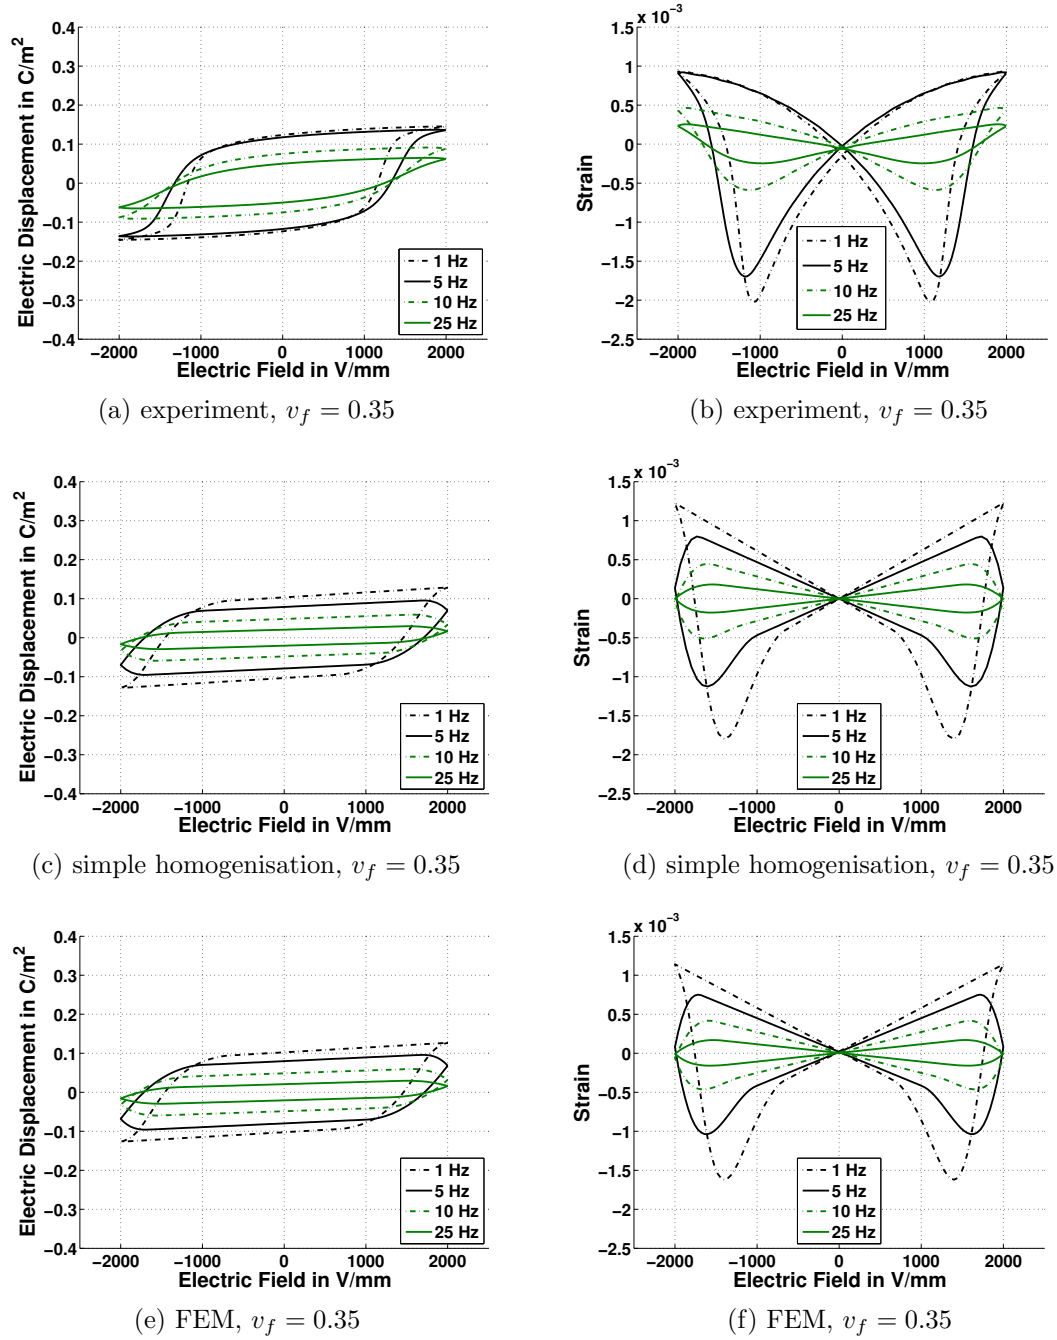 0.4
0.3
0.2
0.1
0
−0.1
−0.2
−0.3
−0.4
Electric Displacement in C/m²
−2000 −1000 0 1000 2000
Electric Field in V/mm
1 Hz
5 Hz
10 Hz
25 Hz
(a) experiment, v_f = 0.35
x 10⁻³
1.5
1
0.5
0
−0.5
−1
−1.5
−2
−2.5
Strain
−2000 −1000 0 1000 2000
Electric Field in V/mm
1 Hz
5 Hz
10 Hz
25 Hz
(b) experiment, v_f = 0.35
0.4
0.3
0.2
0.1
0
−0.1
−0.2
−0.3
−0.4
Electric Displacement in C/m²
−2000 −1000 0 1000 2000
Electric Field in V/mm
1 Hz
5 Hz
10 Hz
25 Hz
(c) simple homogenisation, v_f = 0.35
x 10⁻³
1.5
1
0.5
0
−0.5
−1
−1.5
−2
−2.5
Strain
−2000 −1000 0 1000 2000
Electric Field in V/mm
1 Hz
5 Hz
10 Hz
25 Hz
(d) simple homogenisation, v_f = 0.35
0.4
0.3
0.2
0.1
0
−0.1
−0.2
−0.3
−0.4
Electric Displacement in C/m²
−2000 −1000 0 1000 2000
Electric Field in V/mm
1 Hz
5 Hz
10 Hz
25 Hz
(e) FEM, v_f = 0.35
x 10⁻³
1.5
1
0.5
0
−0.5
−1
−1.5
−2
−2.5
Strain
−2000 −1000 0 1000 2000
Electric Field in V/mm
1 Hz
5 Hz
10 Hz
25 Hz
(f) FEM, v_f = 0.35